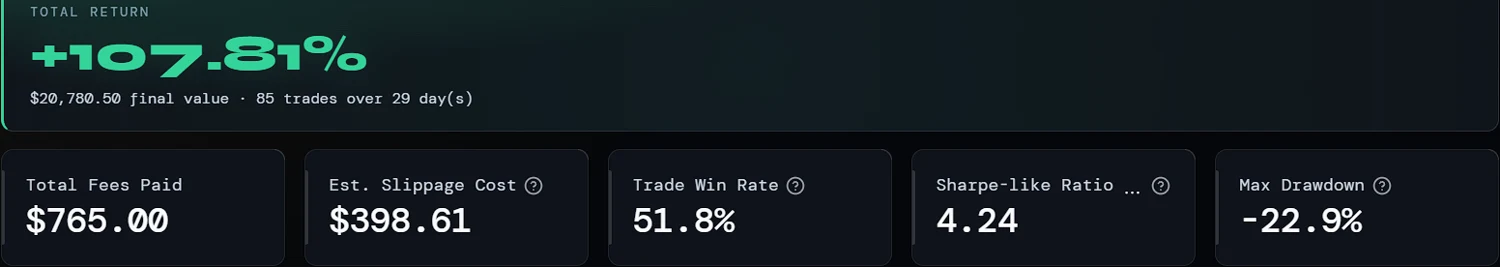 TOTAL RETURN
+107.81%
$20,780.50 final value · 85 trades over 29 day(s)
Total Fees Paid
$765.00
Est. Slippage Cost ?
$398.61
Trade Win Rate ?
51.8%
Sharpe-like Ratio ... ?
4.24
Max Drawdown ?
-22.9%